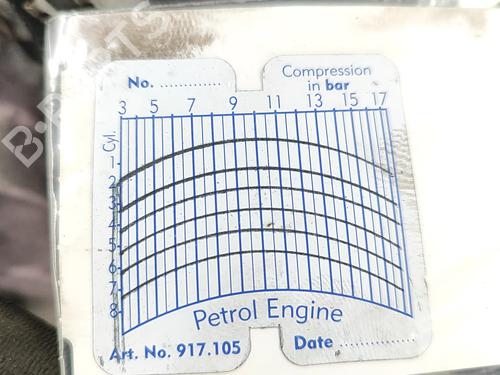 No. ..............
Compression
in bar
3 5 7 9 11 13 15 17
Cyl.
1
2
3
4
5
6
7
8
Petrol Engine
Art. No. 917.105
Date ..................
B-PARTS